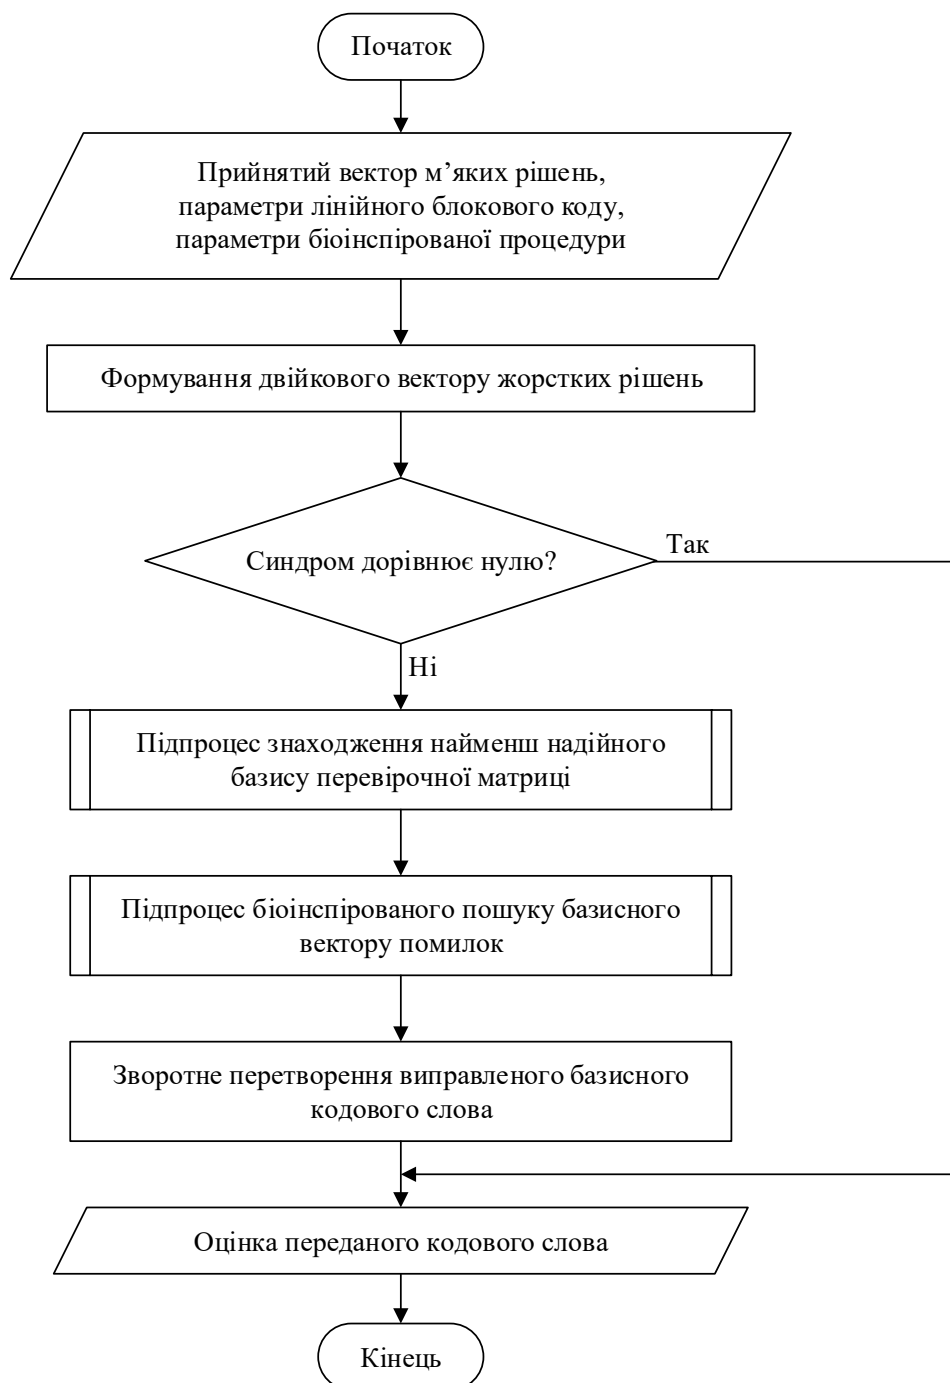 Початок
Прийнятий вектор м’яких рішень,
параметри лінійного блокового коду,
параметри біоінспірованої процедури
Формування двійкового вектору жорстких рішень
Синдром дорівнює нулю?
Так
Ні
Підпроцес знаходження найменш надійного
базису перевірочної матриці
Підпроцес біоінспірованого пошуку базисного
вектору помилок
Зворотне перетворення виправленого базисного
кодового слова
Оцінка переданого кодового слова
Кінець